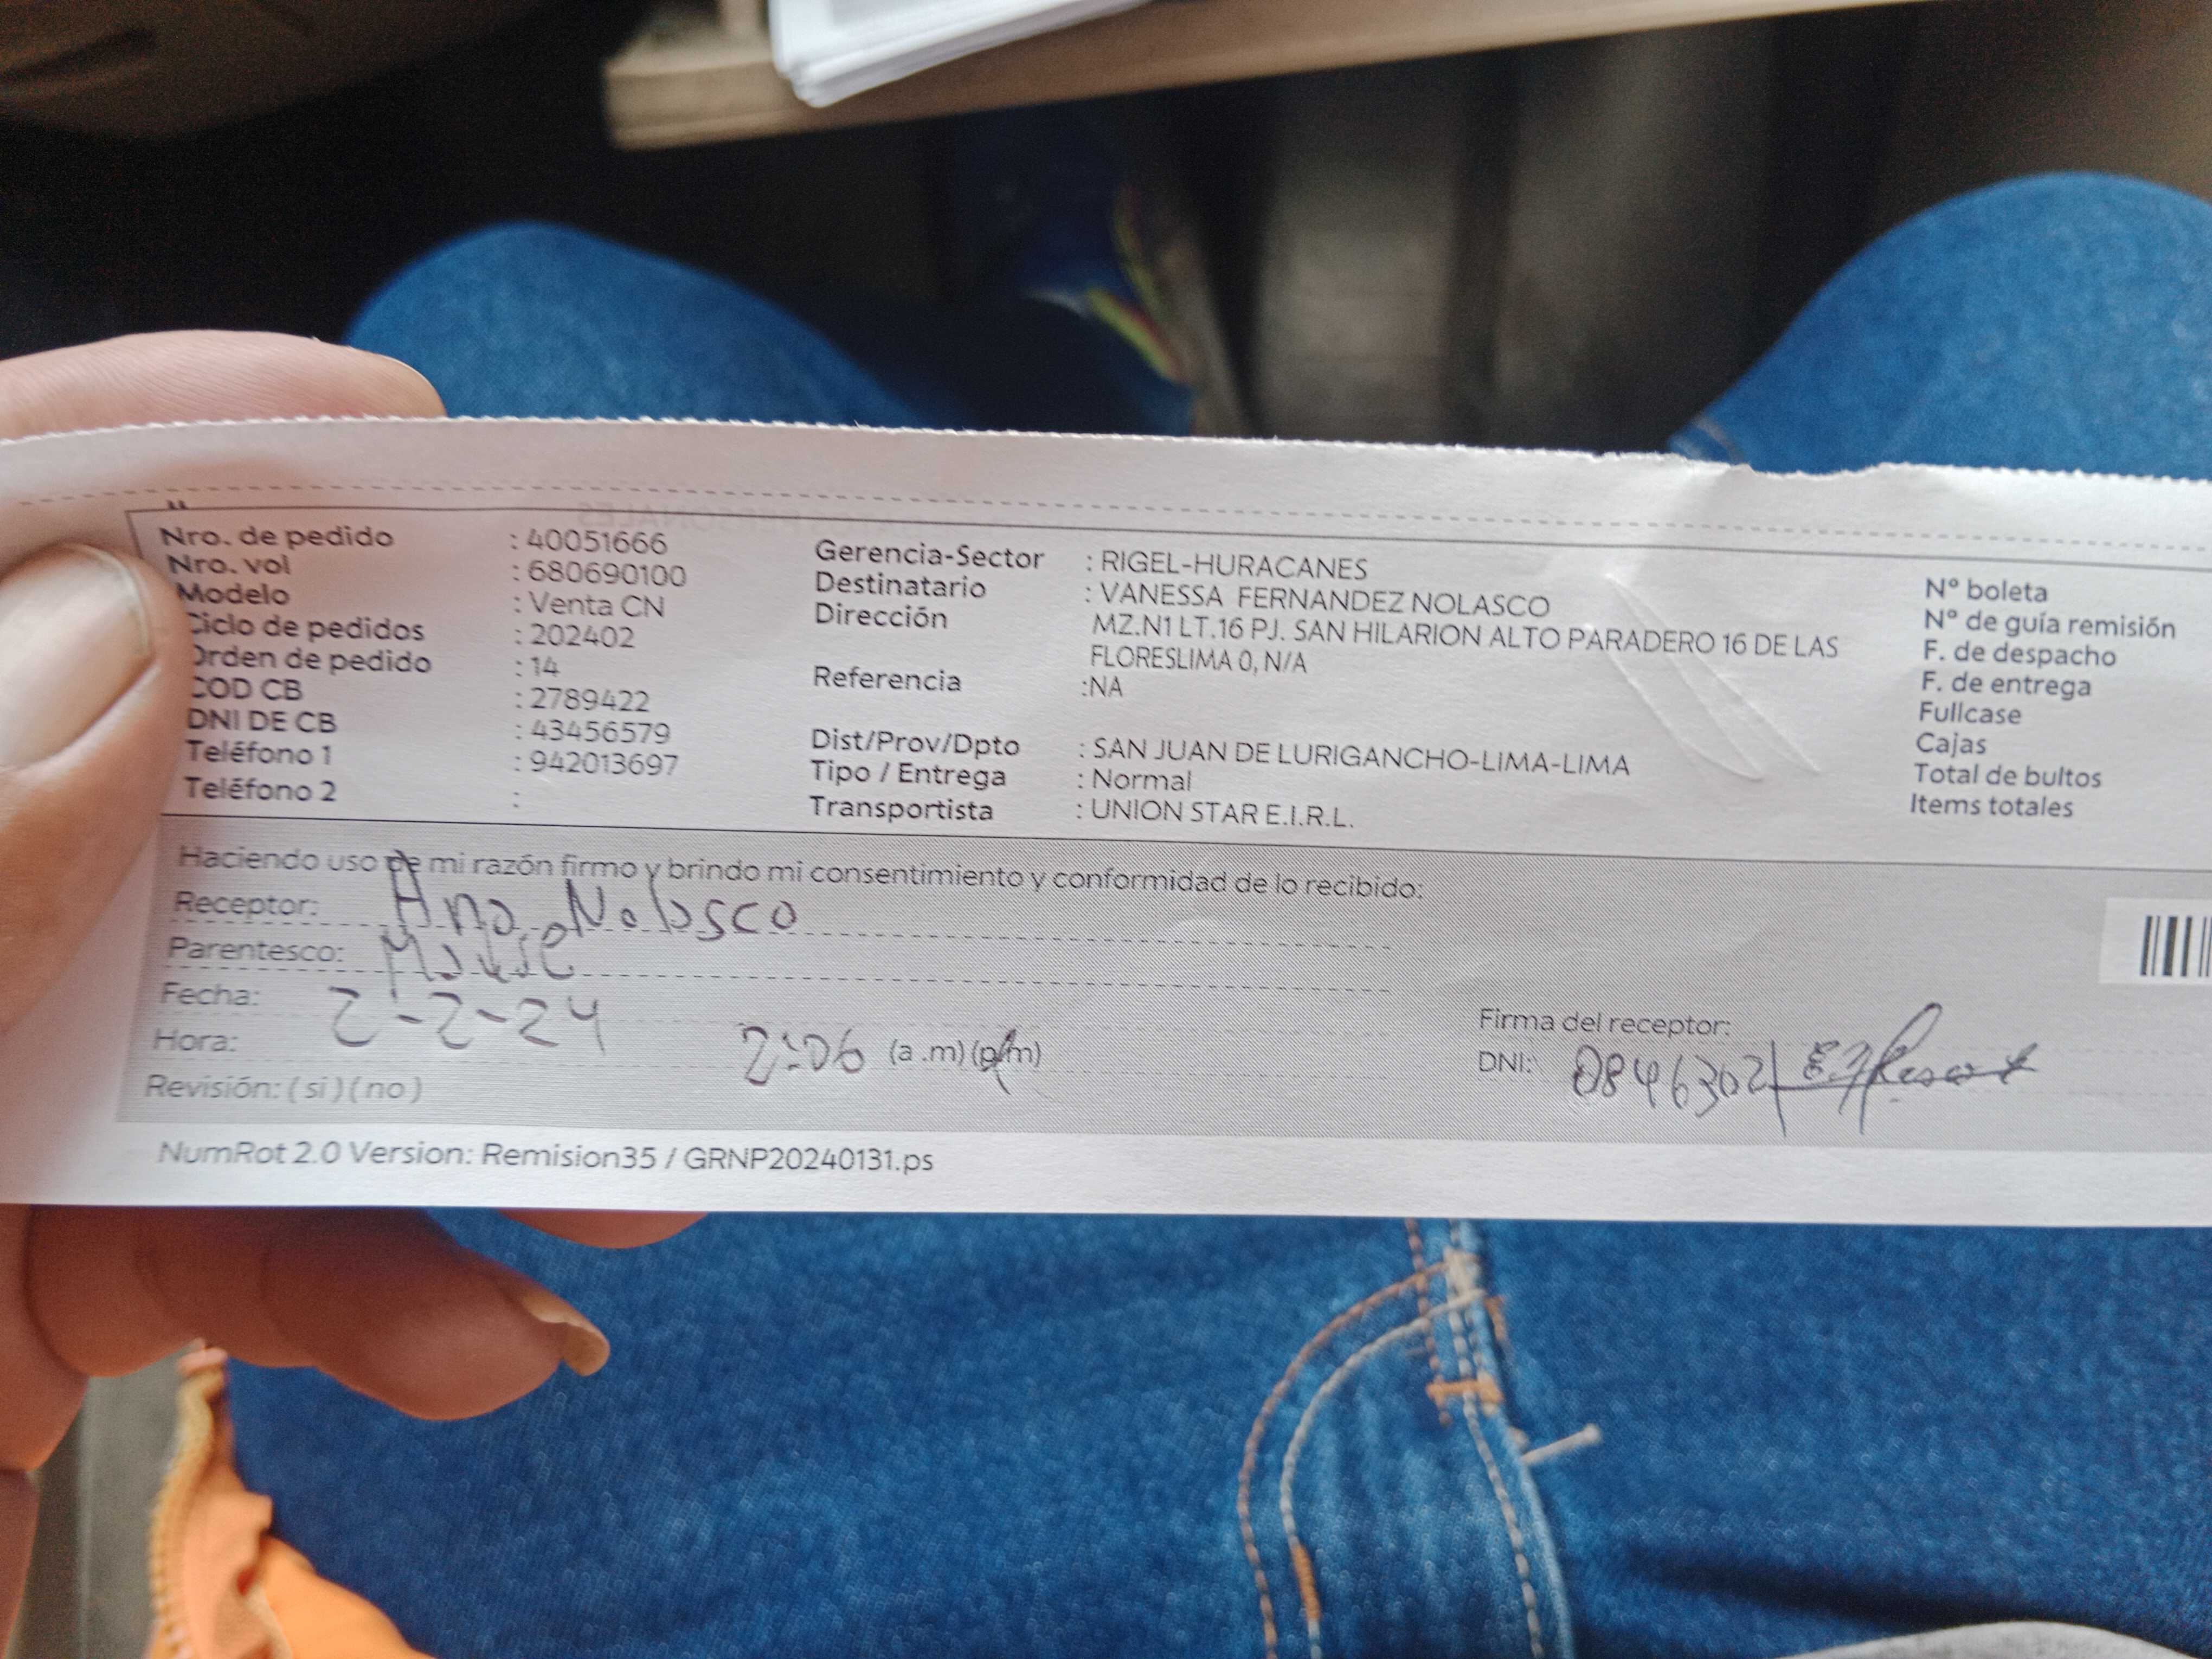 Nro. de pedido : 40051666
Nro. vol : 680690100
Modelo : Venta CN
Ciclo de pedidos : 202402
Orden de pedido : 14
COD CB : 2789422
DNI DE CB : 43456579
Teléfono 1 : 942013697
Teléfono 2 :
Gerencia-Sector : RIGEL-HURACANES
Destinatario : VANESSA FERNANDEZ NOLASCO
Dirección MZ.N1 LT.16 PJ. SAN HILARION ALTO PARADERO 16 DE LAS
FLORESLIMA 0, N/A
Referencia :NA
Dist/Prov/Dpto : SAN JUAN DE LURIGANCHO-LIMA-LIMA
Tipo / Entrega : Normal
Transportista : UNION STAR E.I.R.L.
N° boleta
N° de guía remisión
F. de despacho
F. de entrega
Fullcase
Cajas
Total de bultos
Items totales
Haciendo uso de mi razón firmo y brindo mi consentimiento y conformidad de lo recibido:
Receptor: Ana Nolasco
Parentesco:
Fecha: 2-2-24
Hora: 2:06 (a .m) (p.m)
Revisión: ( si ) ( no )
Firma del receptor:
DNI: 08463021
NumRot 2.0 Version: Remision35 / GRNP20240131.ps